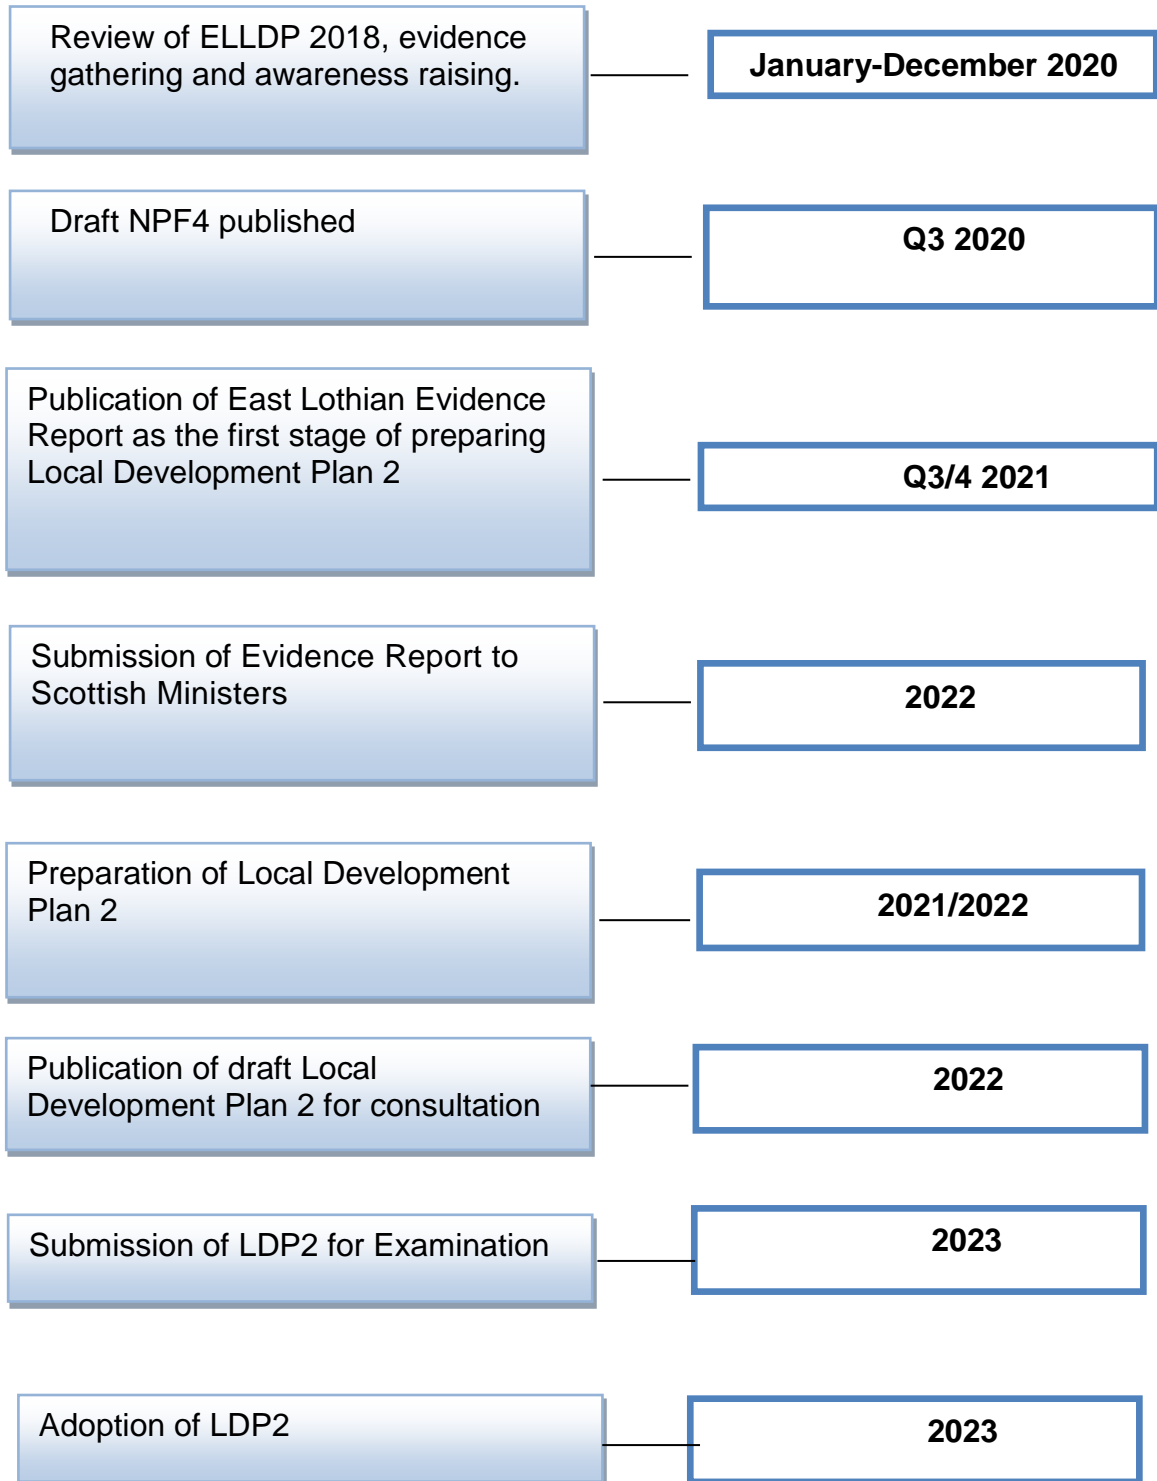 Review of ELLDP 2018, evidence
gathering and awareness raising.
January-December 2020
Draft NPF4 published
Q3 2020
Publication of East Lothian Evidence
Report as the first stage of preparing
Local Development Plan 2
Q3/4 2021
Submission of Evidence Report to
Scottish Ministers
2022
Preparation of Local Development
Plan 2
2021/2022
Publication of draft Local
Development Plan 2 for consultation
2022
Submission of LDP2 for Examination
2023
Adoption of LDP2
2023